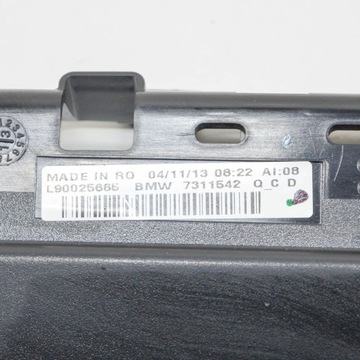 MADE IN RO 04/11/13 08:22 AI:08
L90025666 BMW 7311542 Q_C D